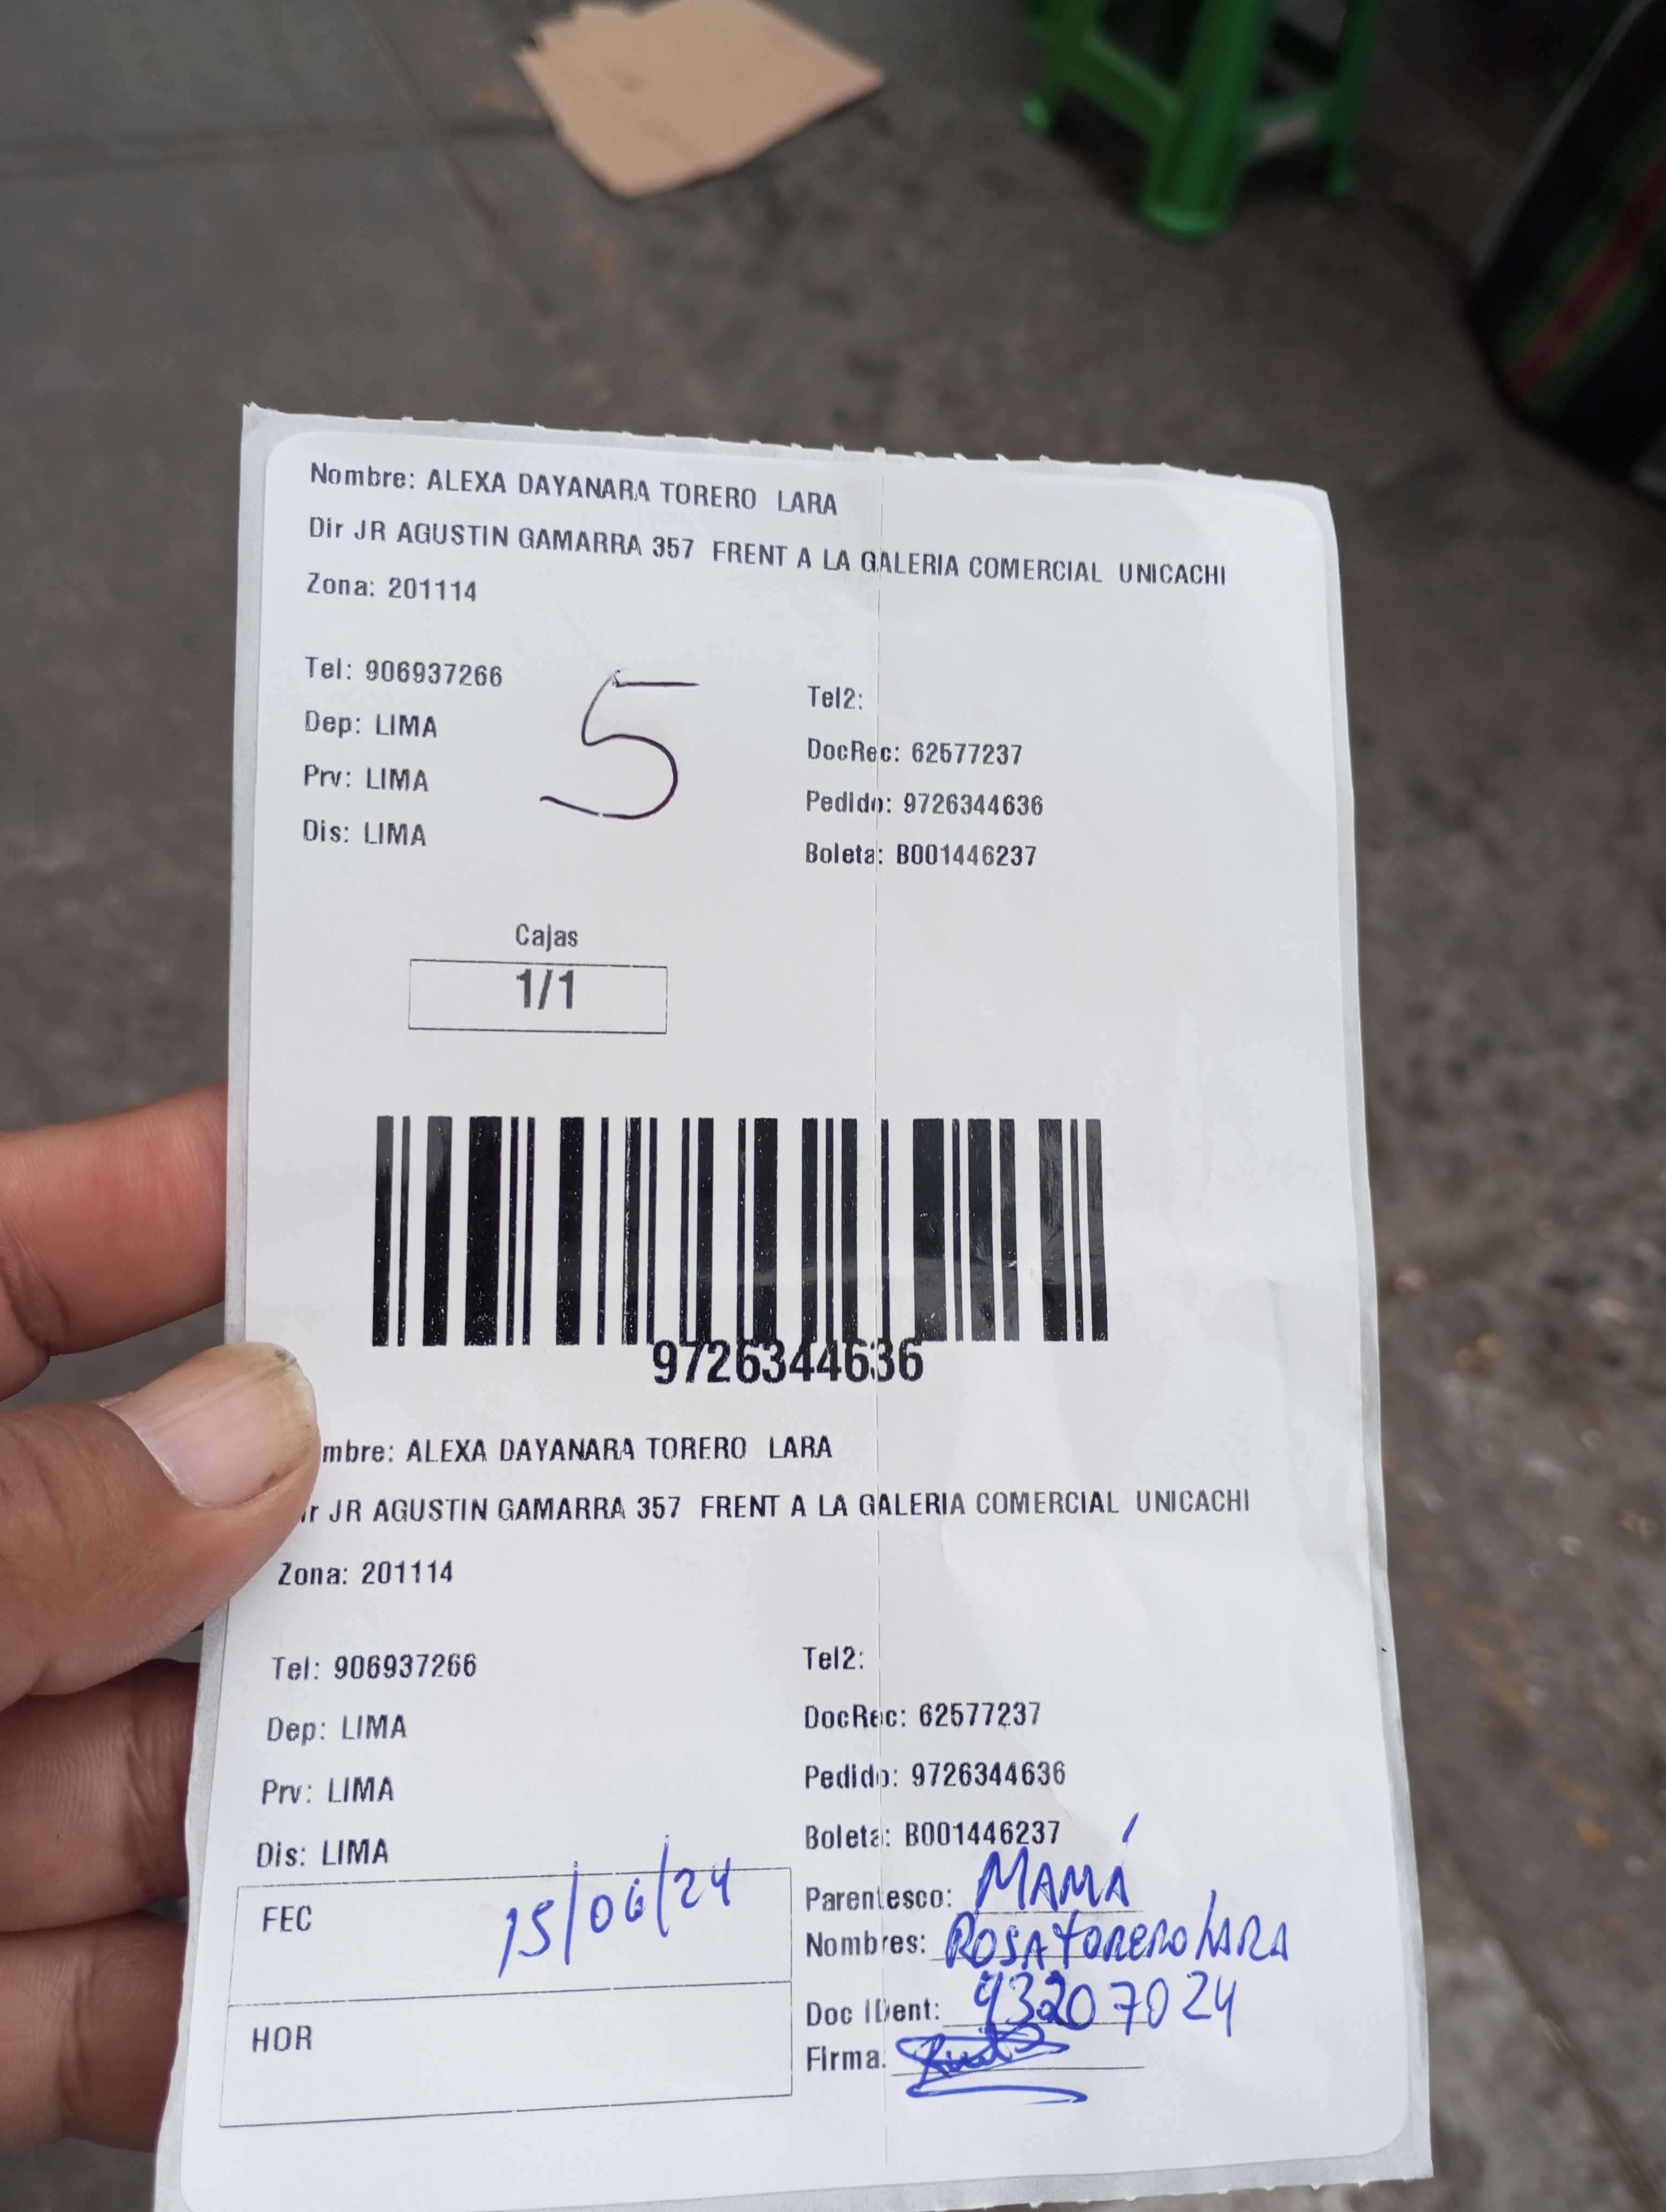 Nombre: ALEXA DAYANARA TORERO LARA
Dir JR AGUSTIN GAMARRA 357 FRENT A LA GALERIA COMERCIAL UNICACHI
Zona: 201114
Tel: 906937266
Tel2:
Dep: LIMA
DocRec: 62577237
Prv: LIMA
Pedido: 9726344636
Dis: LIMA
Boleta: B001446237
5
Cajas
1/1
9726344636
mbre: ALEXA DAYANARA TORERO LARA
ir JR AGUSTIN GAMARRA 357 FRENT A LA GALERIA COMERCIAL UNICACHI
Zona: 201114
Tel: 906937266
Tel2:
Dep: LIMA
DocRec: 62577237
Prv: LIMA
Pedido: 9726344636
Dis: LIMA
Boleta: B001446237
FEC 15/06/24
Parentesco: MAMÁ
Nombres: ROSA TORERO LARA
HOR
Doc IDent: 43207024
Firma: